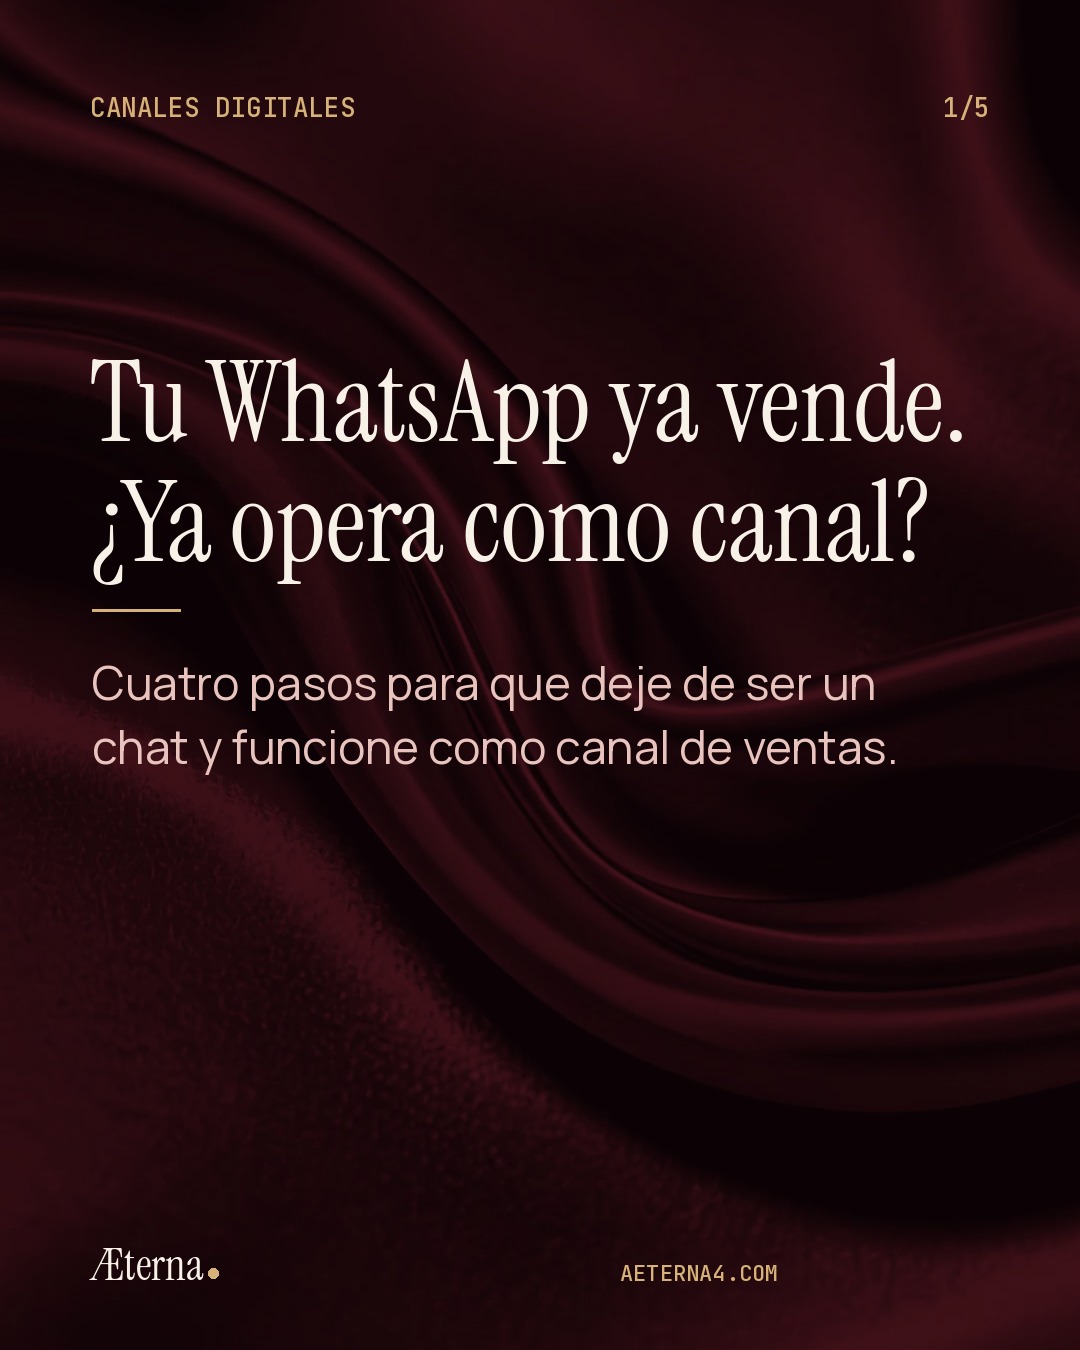 CANALES DIGITALES
1/5
Tu WhatsApp ya vende.
¿Ya opera como canal?
Cuatro pasos para que deje de ser un
chat y funcione como canal de ventas.
Æterna
AETERNA4.COM